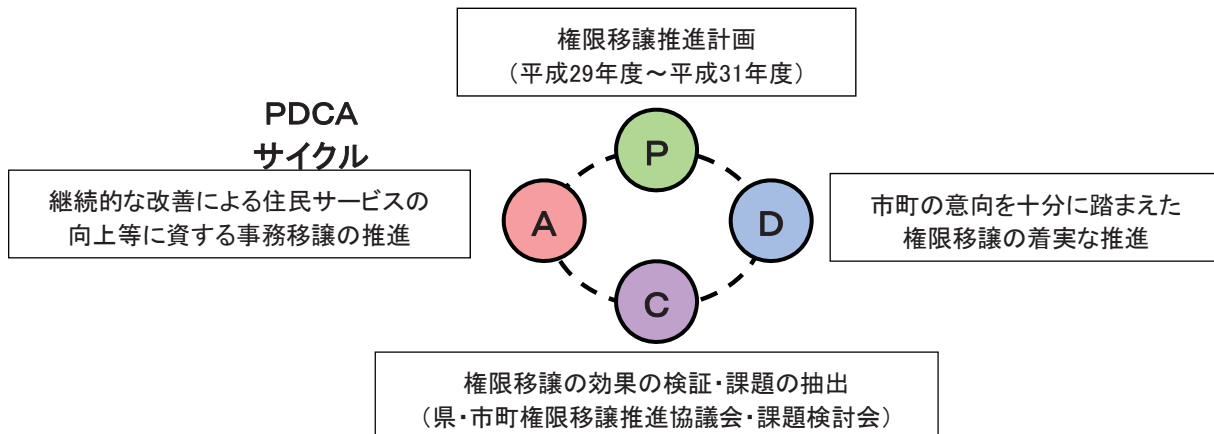 権限移譲推進計画
（平成29年度～平成31年度）
PDCA
サイクル
P
継続的な改善による住民サービスの
向上等に資する事務移譲の推進
A
D
市町の意向を十分に踏まえた
権限移譲の着実な推進
C
権限移譲の効果の検証・課題の抽出
（県・市町権限移譲推進協議会・課題検討会）